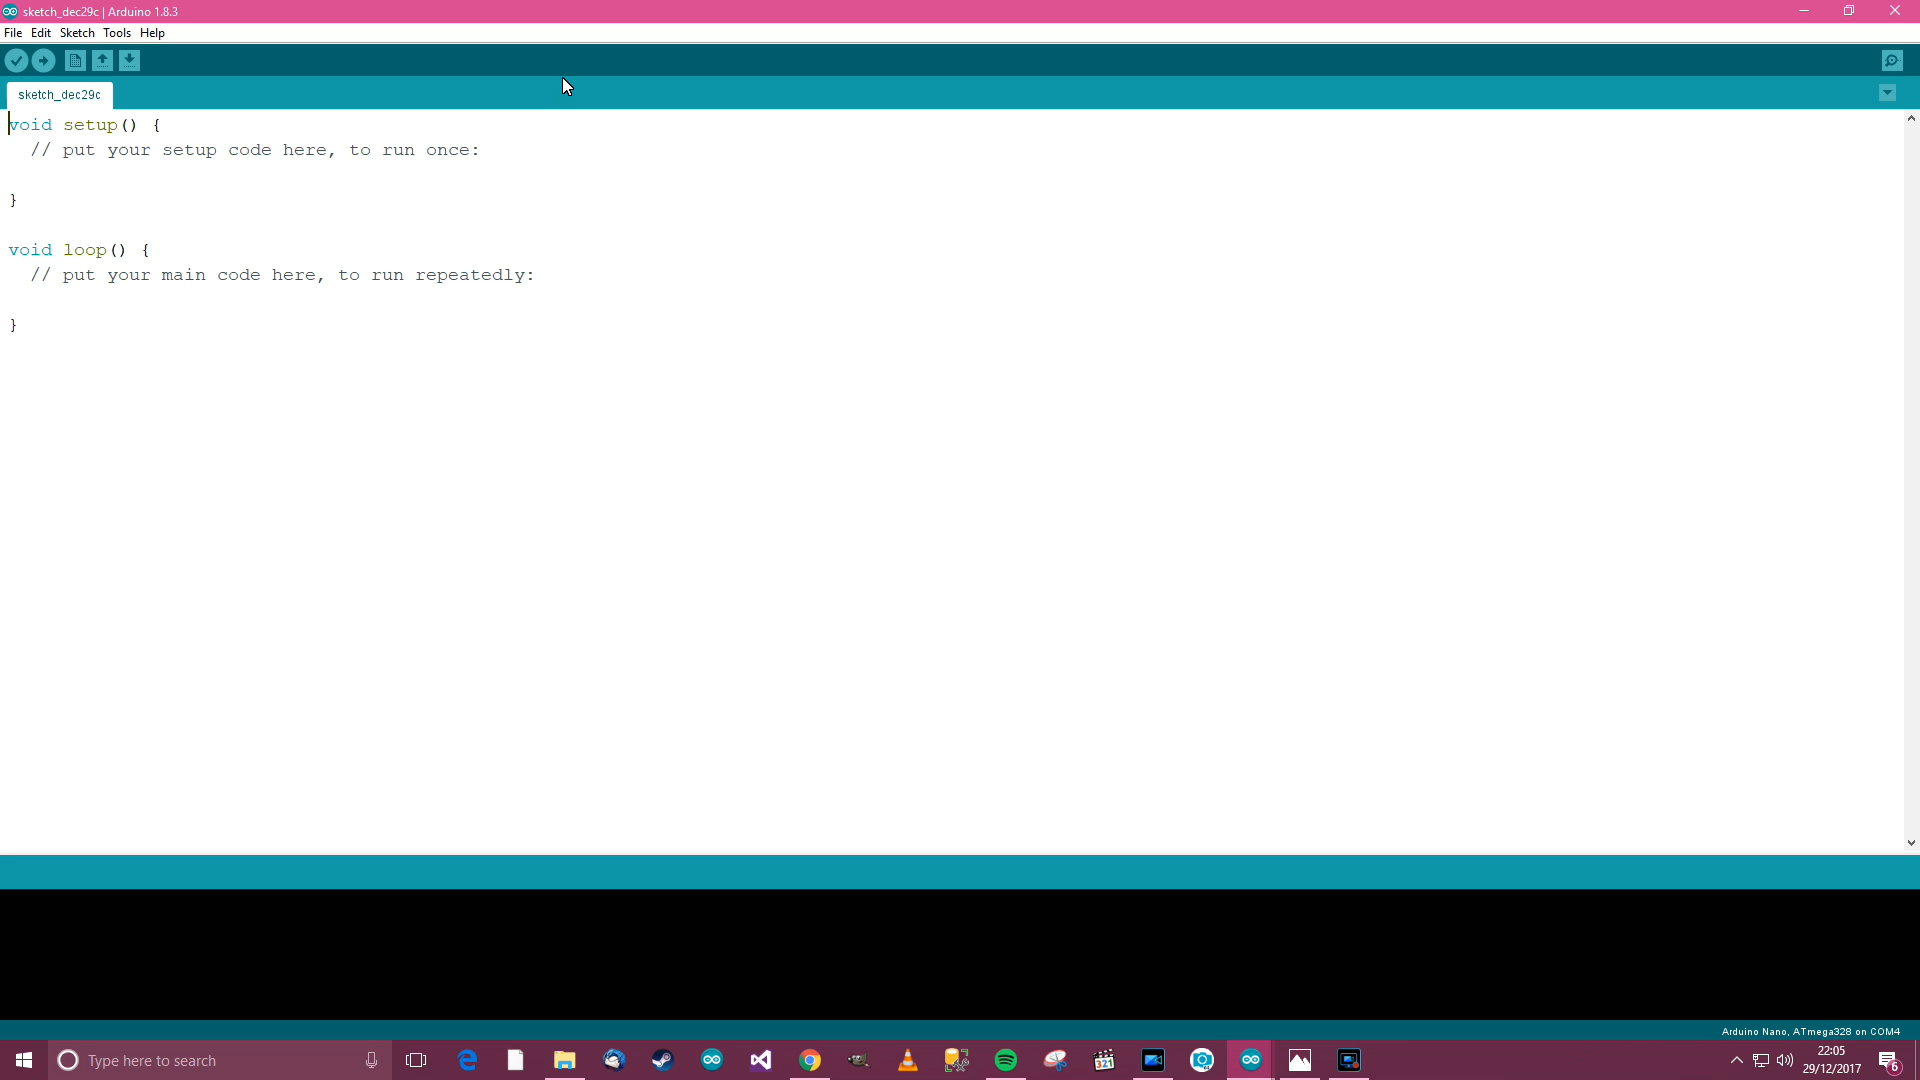 sketch_dec29c | Arduino 1.8.3
File Edit Sketch Tools Help
sketch_dec29c
void setup() {
  // put your setup code here, to run once:
}
void loop() {
  // put your main code here, to run repeatedly:
}
Arduino Nano, ATmega328 on COM4
Type here to search
321
22:05
29/12/2017
6